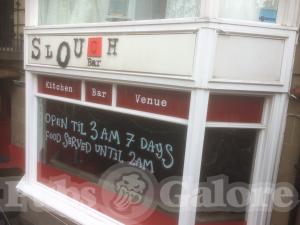 SLOUCH
Bar
Kitchen Bar Venue
OPEN TIL 3AM 7 DAYS
FOOD SERVED UNTIL 2AM
Pubs Galore